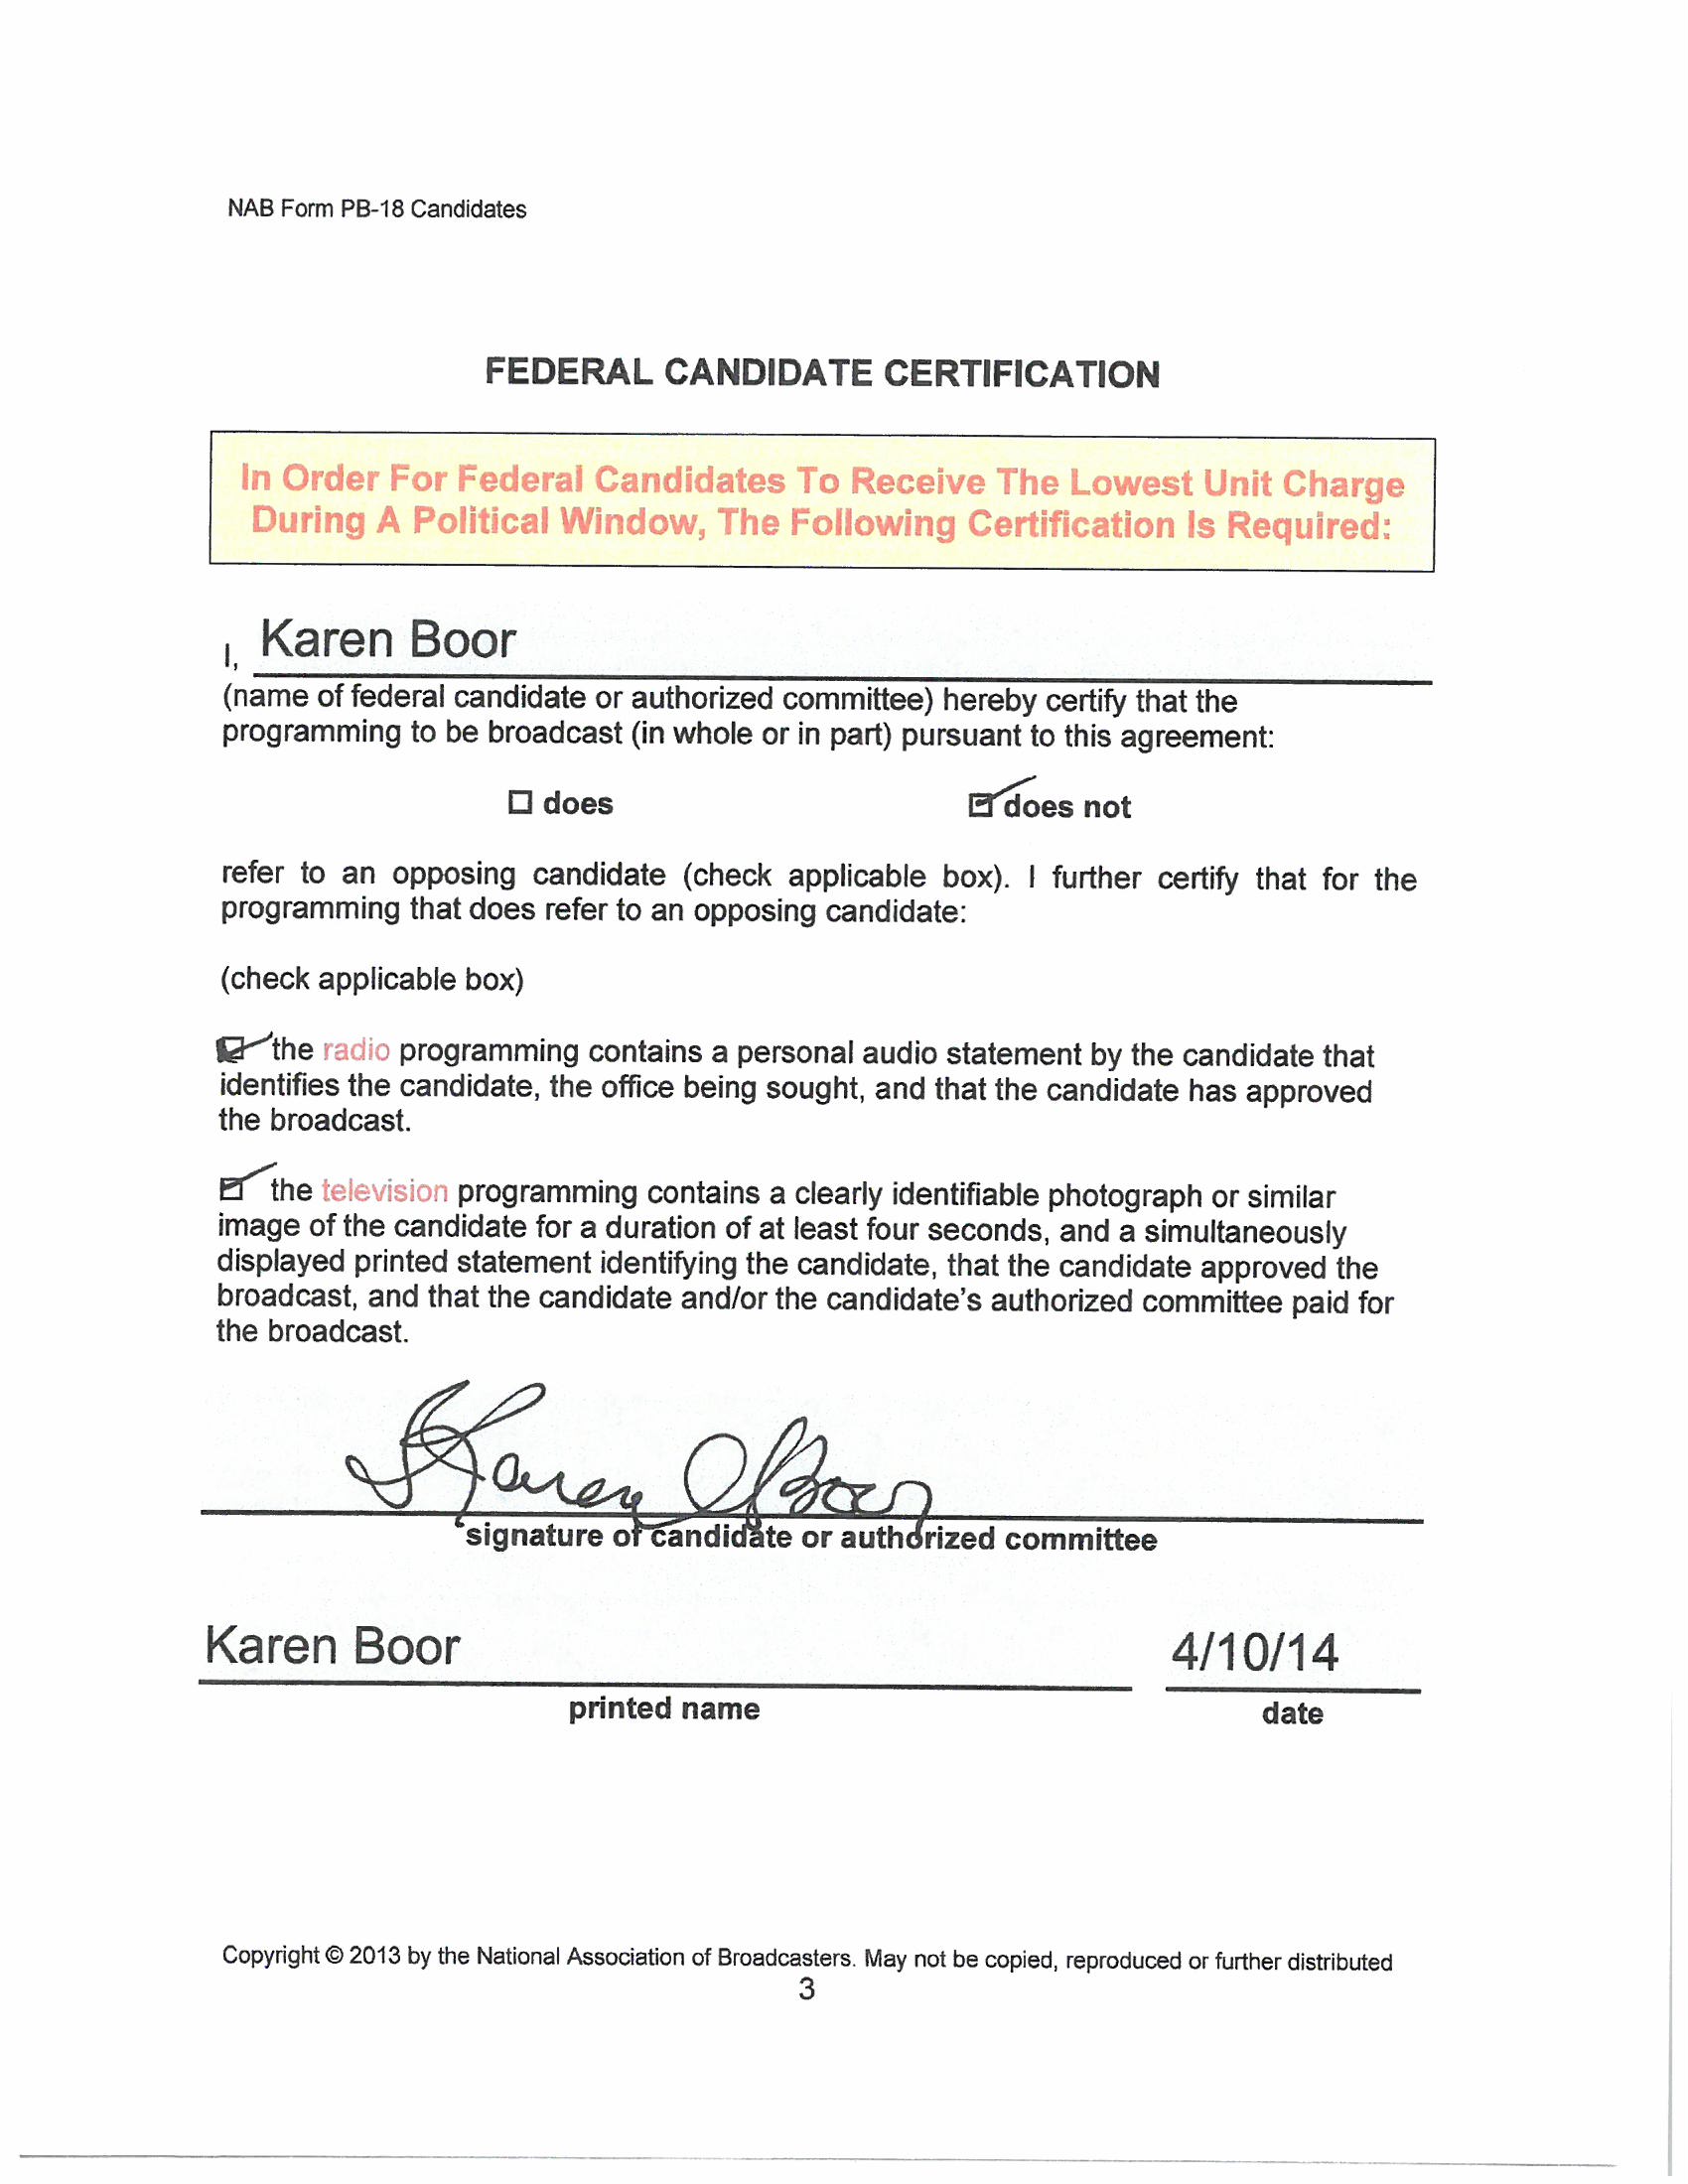 NAB Form PB-18 Candidates
FEDERAL CANDIDATE CERTIFICATION
In Order For Federal Candidates To Receive The Lowest Unit Charge
During A Political Window, The Following Certification Is Required:
I, Karen Boor
(name of federal candidate or authorized committee) hereby certify that the
programming to be broadcast (in whole or in part) pursuant to this agreement:
☐ does ☑ does not
refer to an opposing candidate (check applicable box). I further certify that for the
programming that does refer to an opposing candidate:
(check applicable box)
☑ the radio programming contains a personal audio statement by the candidate that
identifies the candidate, the office being sought, and that the candidate has approved
the broadcast.
☑ the television programming contains a clearly identifiable photograph or similar
image of the candidate for a duration of at least four seconds, and a simultaneously
displayed printed statement identifying the candidate, that the candidate approved the
broadcast, and that the candidate and/or the candidate's authorized committee paid for
the broadcast.
Karen Boor
signature of candidate or authorized committee
Karen Boor 4/10/14
printed name date
Copyright © 2013 by the National Association of Broadcasters. May not be copied, reproduced or further distributed
3